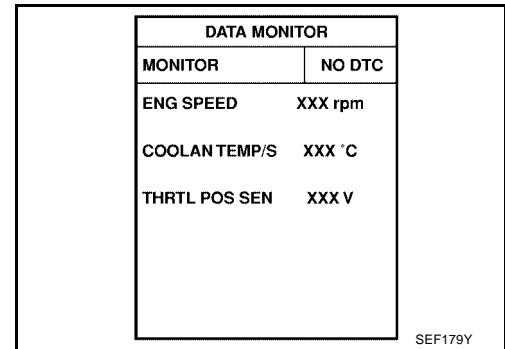 DATA MONITOR
MONITOR NO DTC
ENG SPEED XXX rpm
COOLAN TEMP/S XXX °C
THRTL POS SEN XXX V
SEF179Y